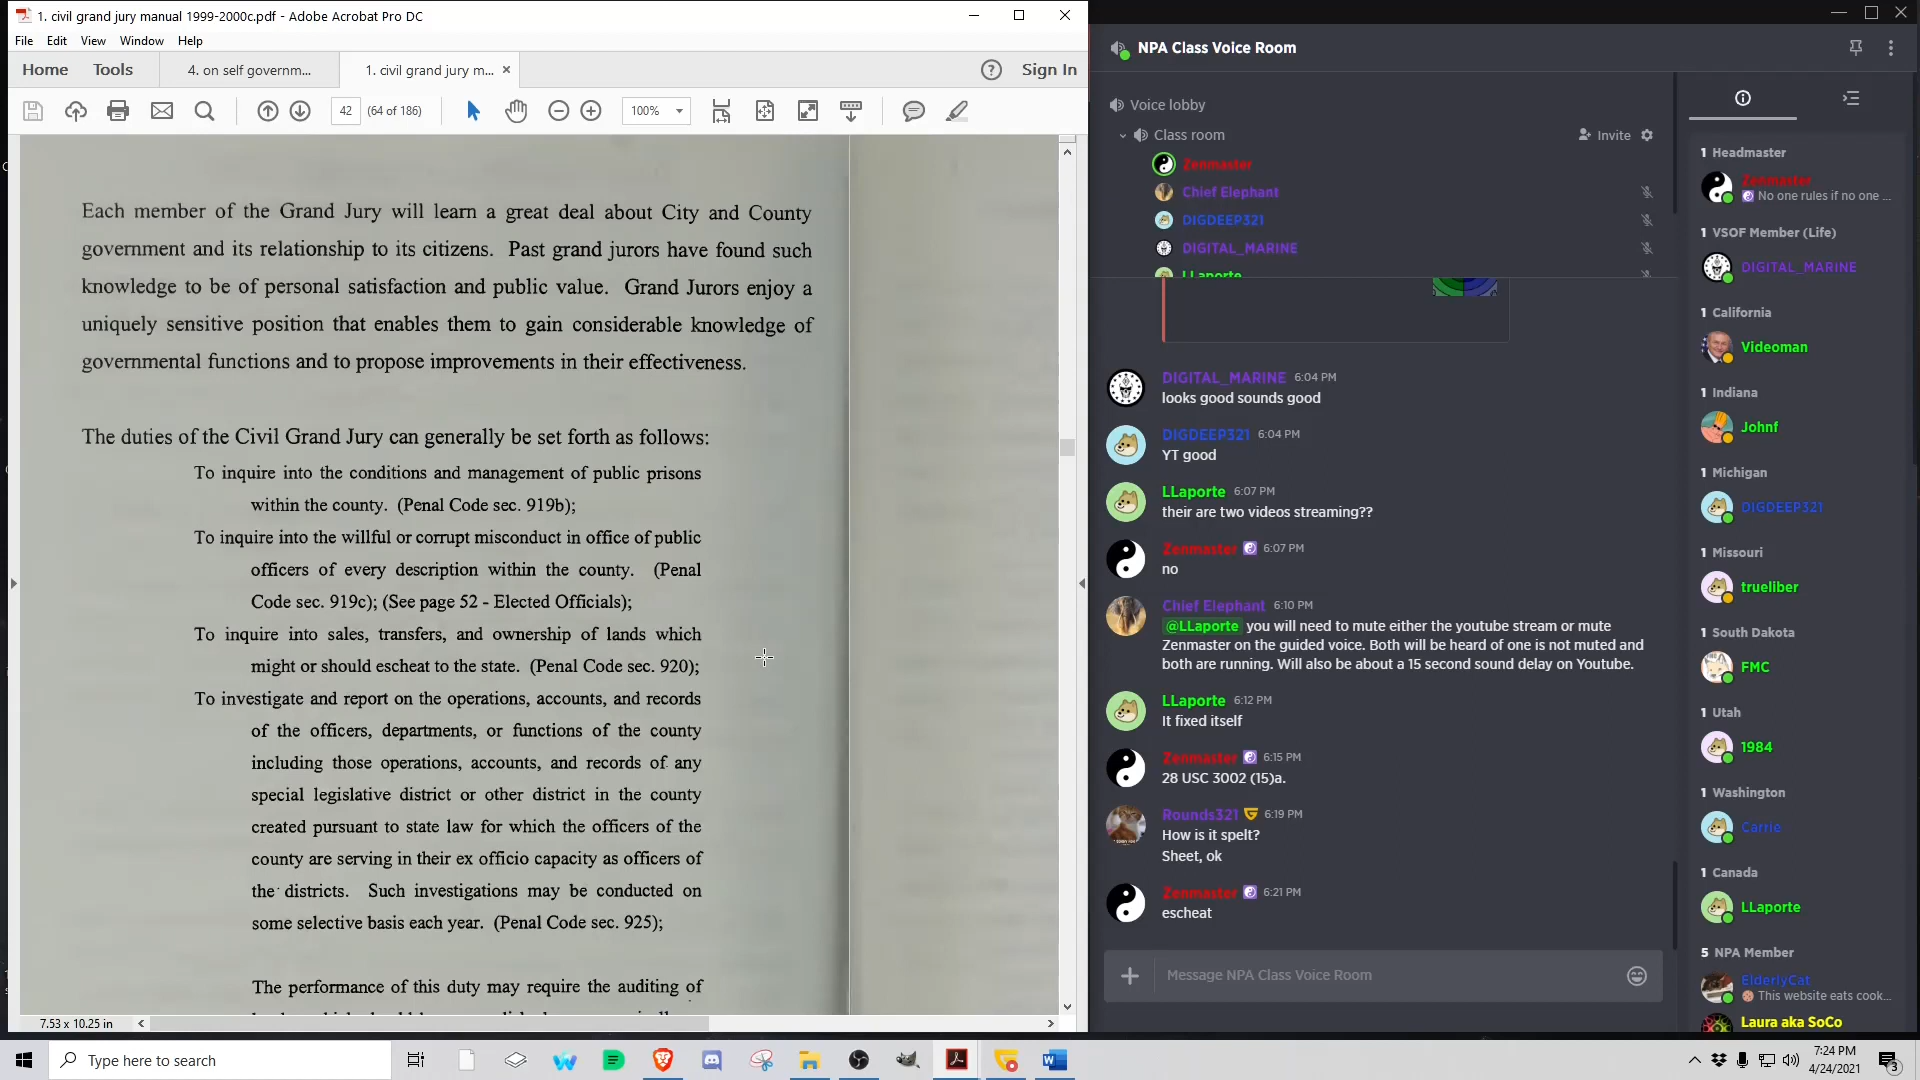 1. civil grand jury manual 1999-2000c.pdf - Adobe Acrobat Pro DC
File Edit View Window Help
Home Tools 4. on self governm... 1. civil grand jury m... × Sign In
42 (64 of 186) 100%
Each member of the Grand Jury will learn a great deal about City and County
government and its relationship to its citizens. Past grand jurors have found such
knowledge to be of personal satisfaction and public value. Grand Jurors enjoy a
uniquely sensitive position that enables them to gain considerable knowledge of
governmental functions and to propose improvements in their effectiveness.
The duties of the Civil Grand Jury can generally be set forth as follows:
To inquire into the conditions and management of public prisons
within the county. (Penal Code sec. 919b);
To inquire into the willful or corrupt misconduct in office of public
officers of every description within the county. (Penal
Code sec. 919c); (See page 52 - Elected Officials);
To inquire into sales, transfers, and ownership of lands which
might or should escheat to the state. (Penal Code sec. 920);
To investigate and report on the operations, accounts, and records
of the officers, departments, or functions of the county
including those operations, accounts, and records of any
special legislative district or other district in the county
created pursuant to state law for which the officers of the
county are serving in their ex officio capacity as officers of
the districts. Such investigations may be conducted on
some selective basis each year. (Penal Code sec. 925);
The performance of this duty may require the auditing of
7.53 x 10.25 in
NPA Class Voice Room
Voice lobby
Class room Invite
Zenmaster
Chief Elephant
DIGDEEP321
DIGITAL_MARINE
LLaporte
DIGITAL_MARINE 6:04 PM
looks good sounds good
DIGDEEP321 6:04 PM
YT good
LLaporte 6:07 PM
their are two videos streaming??
Zenmaster 6:07 PM
no
Chief Elephant 6:10 PM
@LLaporte you will need to mute either the youtube stream or mute
Zenmaster on the guided voice. Both will be heard of one is not muted and
both are running. Will also be about a 15 second sound delay on Youtube.
LLaporte 6:12 PM
It fixed itself
Zenmaster 6:15 PM
28 USC 3002 (15)a.
Rounds321 6:19 PM
How is it spelt?
Sheet, ok
Zenmaster 6:21 PM
escheat
Message NPA Class Voice Room
1 Headmaster
Zenmaster
No one rules if no one ...
1 VSOF Member (Life)
DIGITAL_MARINE
1 California
Videoman
1 Indiana
Johnf
1 Michigan
DIGDEEP321
1 Missouri
trueliber
1 South Dakota
FMC
1 Utah
1984
1 Washington
Carrie
1 Canada
LLaporte
5 NPA Member
ElderlyCat
This website eats cook...
Laura aka SoCo
Type here to search
7:24 PM
4/24/2021
3